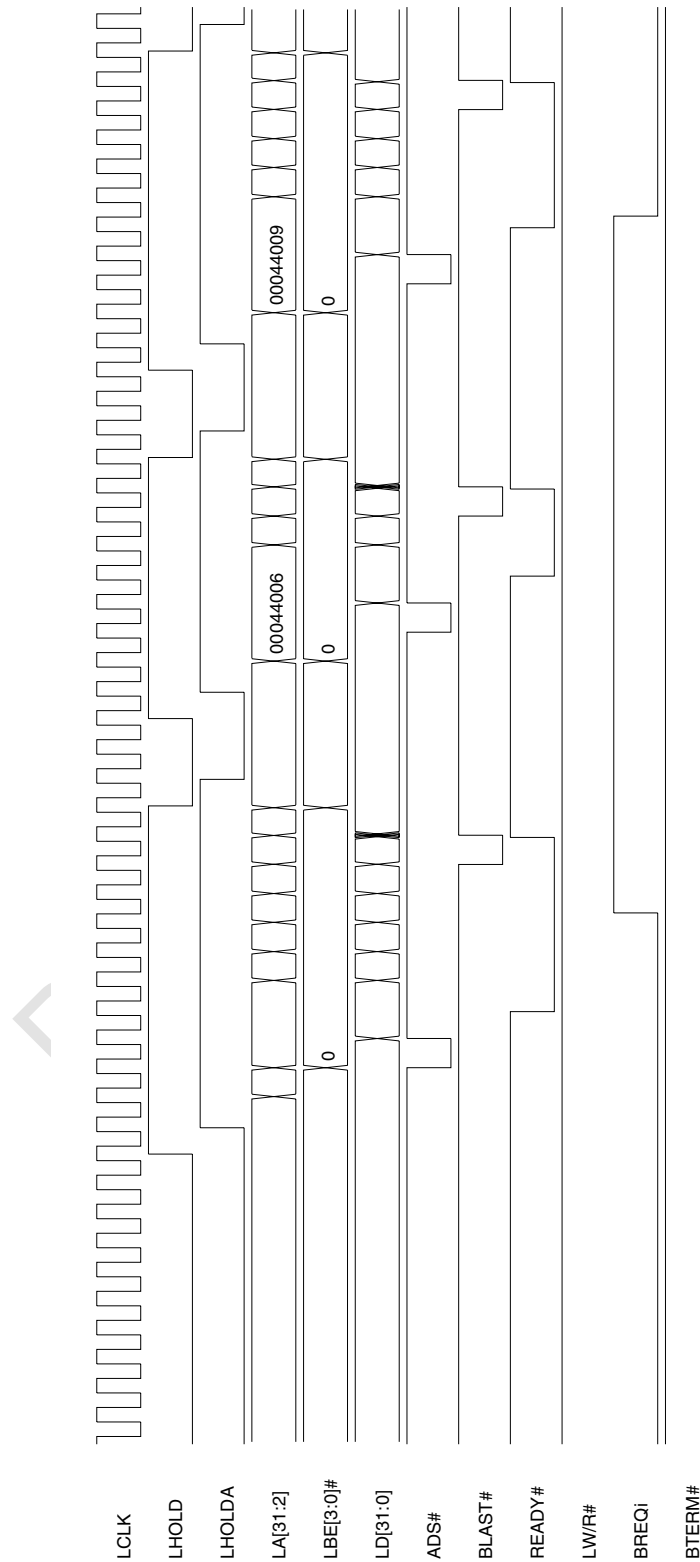 LCLK
LHOLD
LHOLDA
LA[31:2]
00044006
00044009
LBE[3:0]#
0
0
0
LD[31:0]
ADS#
BLAST#
READY#
LW/R#
BREQi
BTERM#